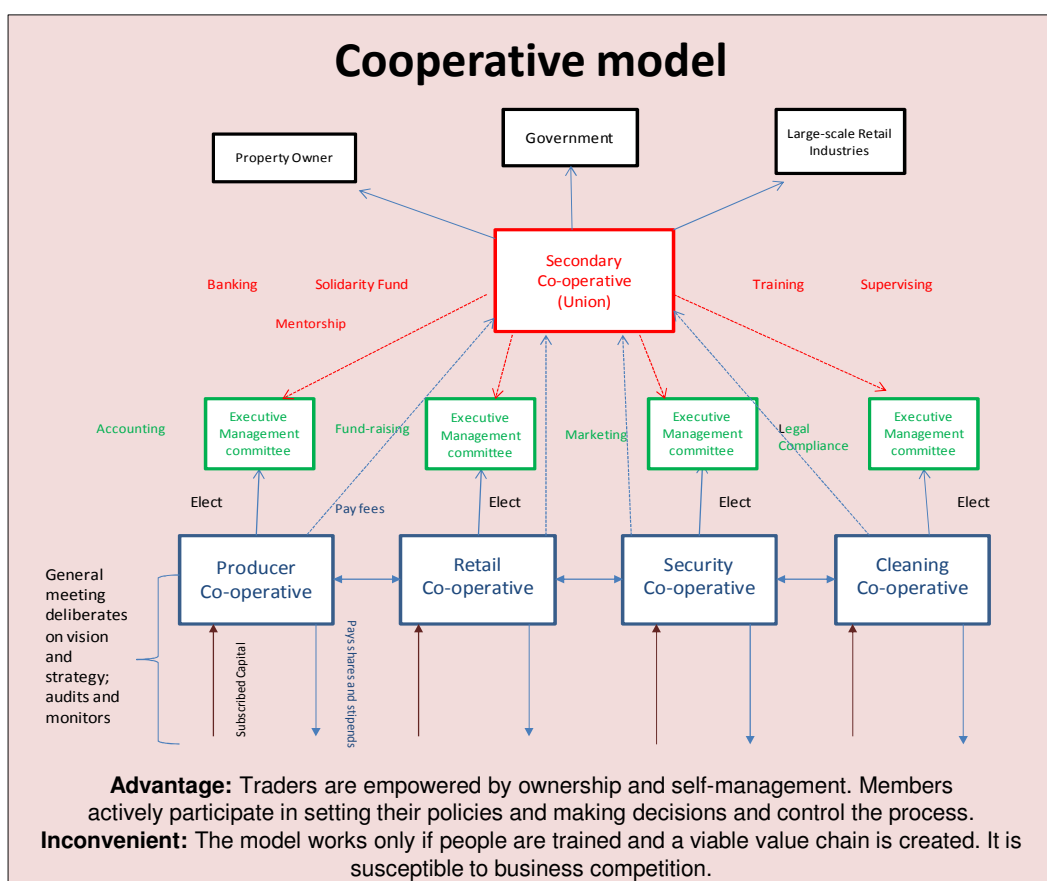 Cooperative model
Property Owner
Government
Large-scale Retail
Industries
Secondary
Co-operative
(Union)
Banking
Solidarity Fund
Training
Supervising
Mentorship
Accounting
Executive
Management
committee
Fund-raising
Executive
Management
committee
Marketing
Executive
Management
committee
Legal
Compliance
Executive
Management
committee
Elect
Pay fees
Elect
Elect
Elect
General
meeting
deliberates
on vision
and
strategy;
audits and
monitors
Producer
Co-operative
Retail
Co-operative
Security
Co-operative
Cleaning
Co-operative
Subscribed Capital
Pays shares and stipends
Advantage: Traders are empowered by ownership and self-management. Members
actively participate in setting their policies and making decisions and control the process.
Inconvenient: The model works only if people are trained and a viable value chain is created. It is
susceptible to business competition.